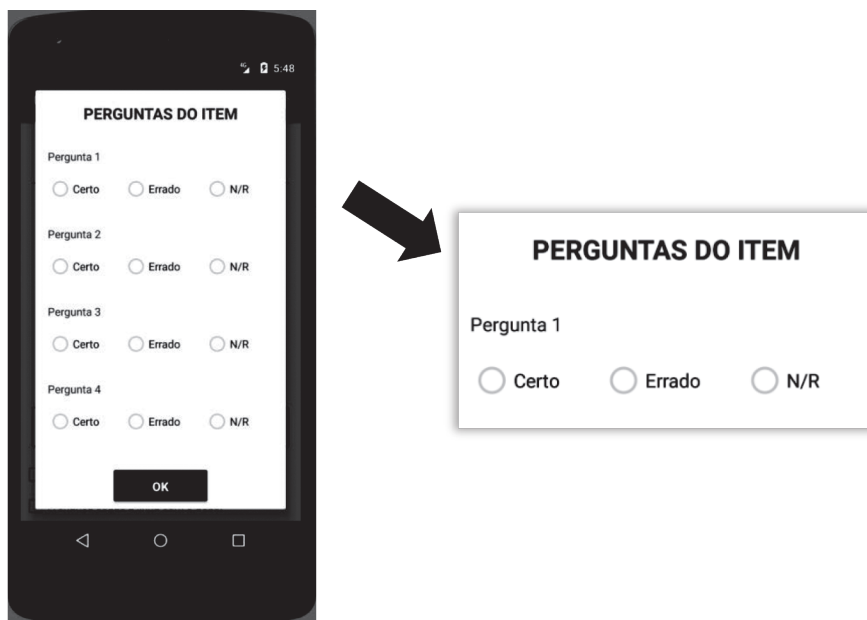 5:48
PERGUNTAS DO ITEM
Pergunta 1
Certo Errado N/R
Pergunta 2
Certo Errado N/R
Pergunta 3
Certo Errado N/R
Pergunta 4
Certo Errado N/R
OK
PERGUNTAS DO ITEM
Pergunta 1
Certo Errado N/R